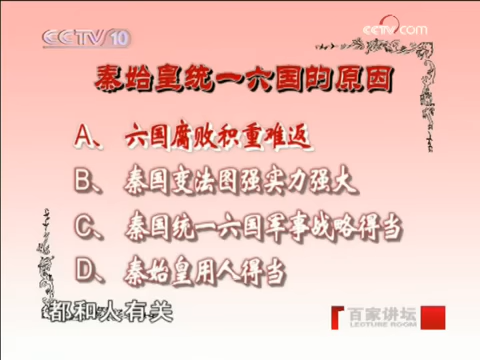 CCTV10
cctv.com
秦始皇统一六国的原因
A、六国腐败积重难返
B、秦国变法图强实力强大
C、秦国统一六国军事战略得当
D、秦始皇用人得当
都和人有关
百家讲坛
LECTURE ROOM